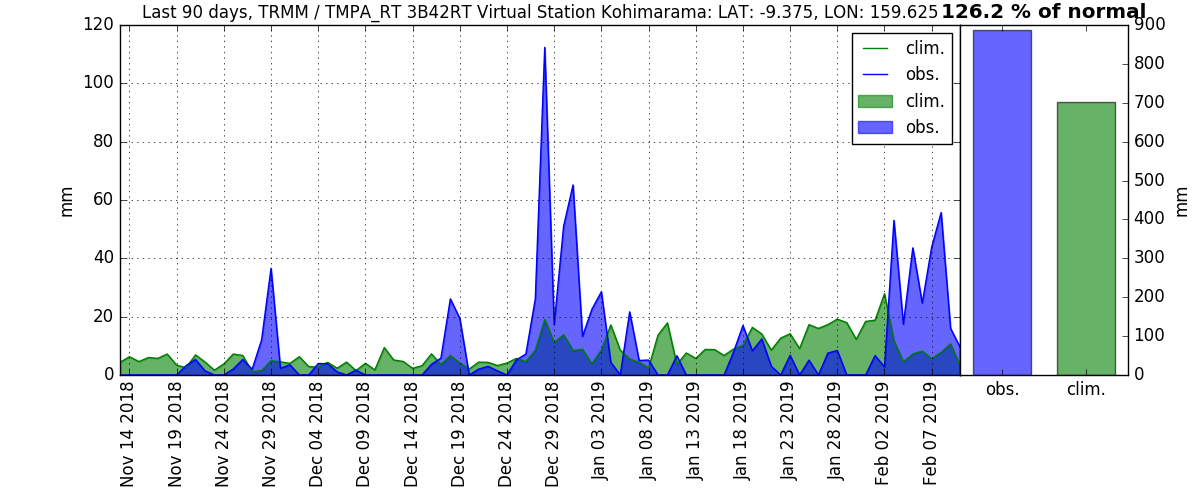 Last 90 days, TRMM / TMPA_RT 3B42RT Virtual Station Kohimarama: LAT: -9.375, LON: 159.625
126.2 % of normal
120
100
80
60
40
20
0
mm
clim.
obs.
clim.
obs.
Nov 14 2018
Nov 19 2018
Nov 24 2018
Nov 29 2018
Dec 04 2018
Dec 09 2018
Dec 14 2018
Dec 19 2018
Dec 24 2018
Dec 29 2018
Jan 03 2019
Jan 08 2019
Jan 13 2019
Jan 18 2019
Jan 23 2019
Jan 28 2019
Feb 02 2019
Feb 07 2019
900
800
700
600
500
400
300
200
100
0
mm
obs.
clim.